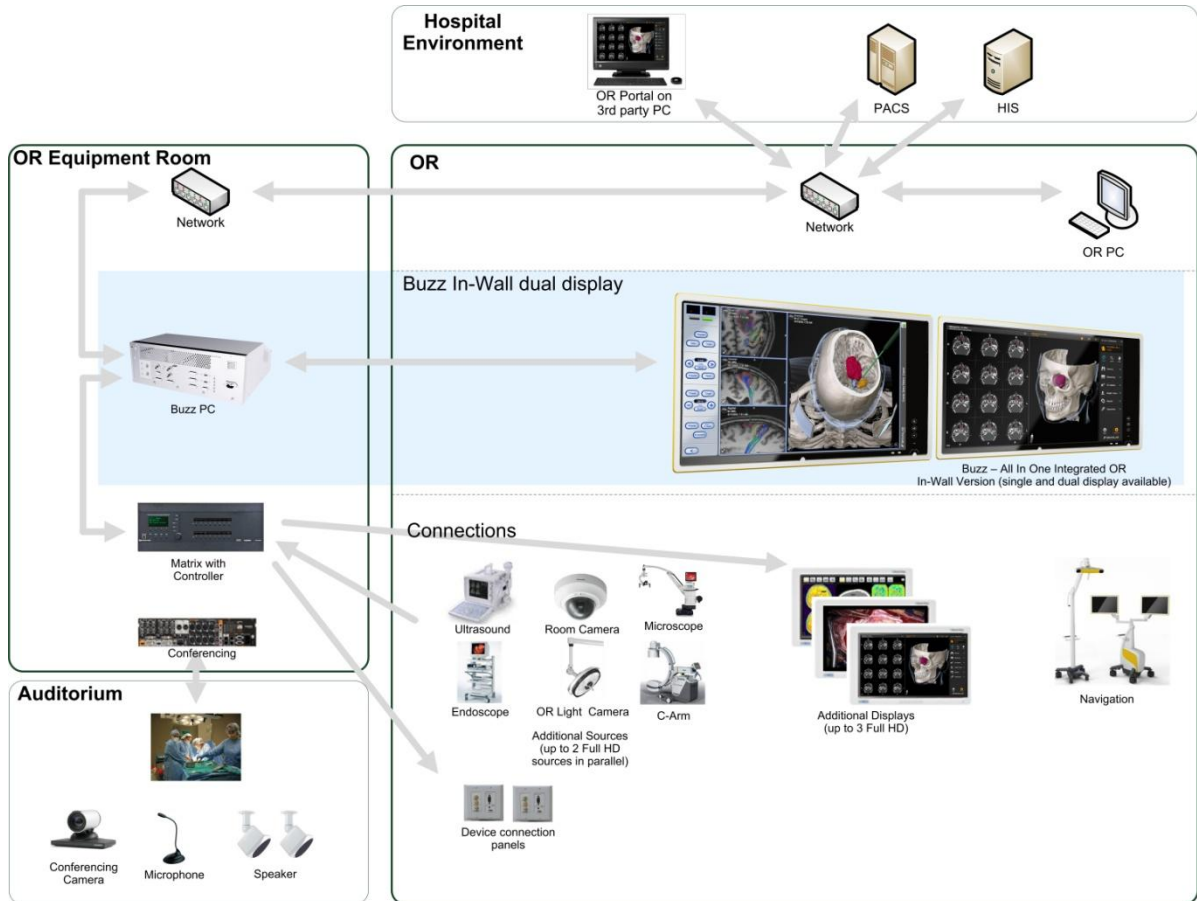 Hospital
Environment
OR Portal on
3rd party PC
PACS
HIS
OR Equipment Room
OR
Network
Network
OR PC
Buzz In-Wall dual display
Buzz PC
Buzz – All In One Integrated OR
In-Wall Version (single and dual display available)
Connections
Matrix with
Controller
Ultrasound
Room Camera
Microscope
Conferencing
Endoscope
OR Light Camera
C-Arm
Additional Sources
(up to 2 Full HD
sources in parallel)
Additional Displays
(up to 3 Full HD)
Navigation
Auditorium
Device connection
panels
Conferencing
Camera
Microphone
Speaker